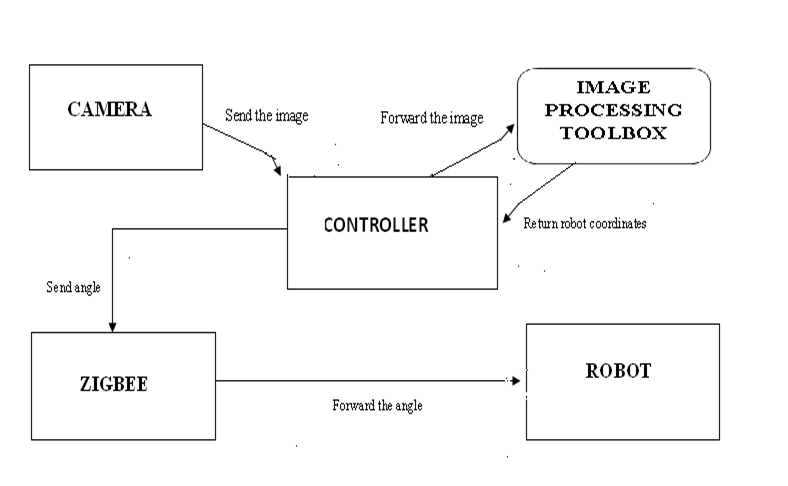 CAMERA
Send the image
Forward the image
IMAGE
PROCESSING
TOOLBOX
CONTROLLER
Return robot coordinates
Send angle
ZIGBEE
ROBOT
Forward the angle